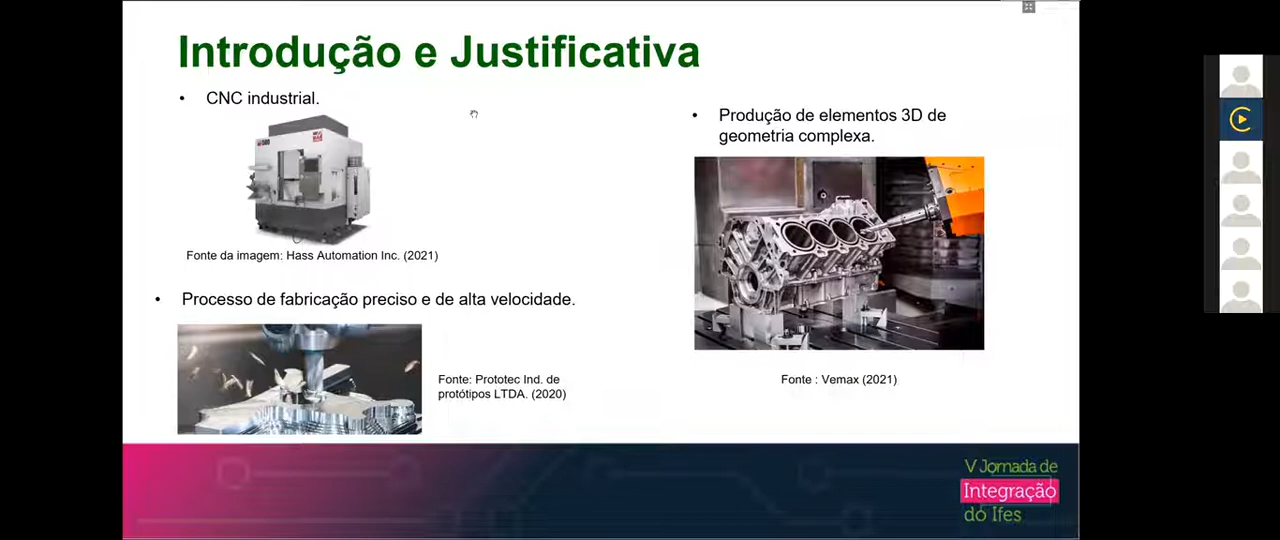 Introdução e Justificativa
• CNC industrial.
Fonte da imagem: Hass Automation Inc. (2021)
• Processo de fabricação preciso e de alta velocidade.
Fonte: Prototec Ind. de
protótipos LTDA. (2020)
• Produção de elementos 3D de
geometria complexa.
Fonte : Vemax (2021)
V Jornada de
Integração
do Ifes